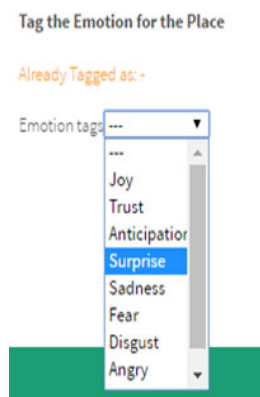 Tag the Emotion for the Place
Already Tagged as: -
Emotion tags ---
---
Joy
Trust
Anticipation
Surprise
Sadness
Fear
Disgust
Angry